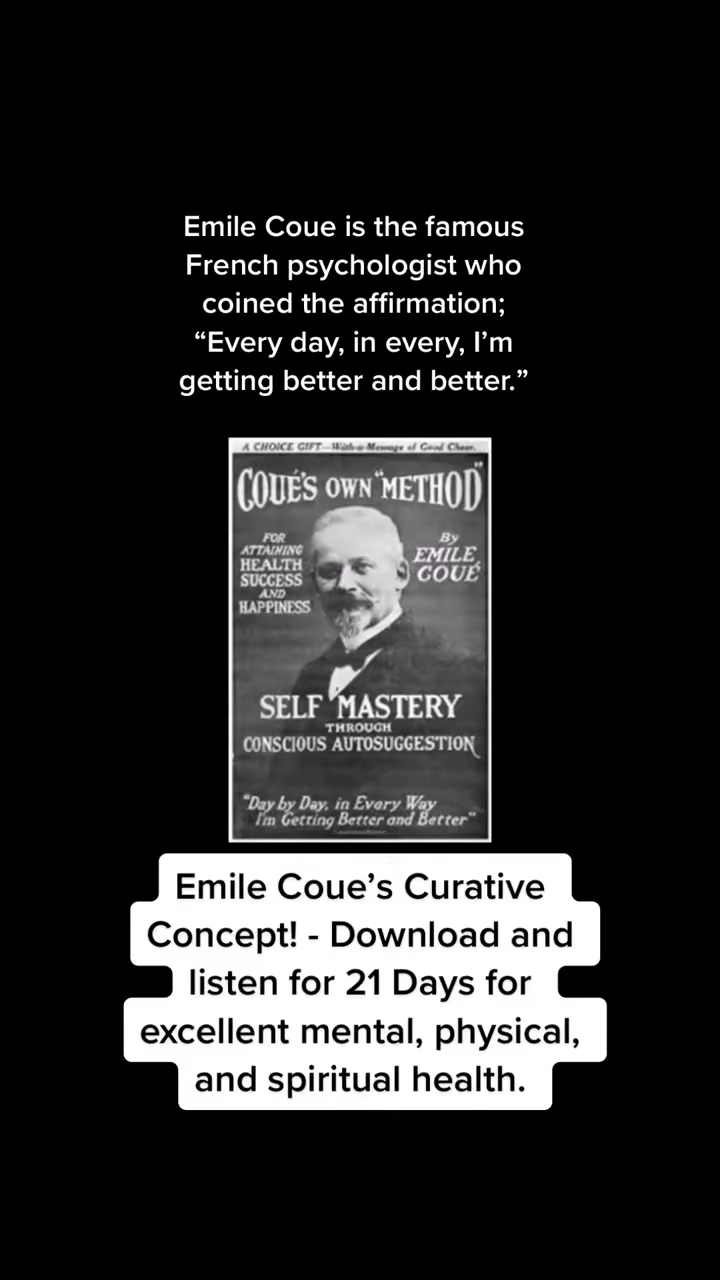 Emile Coue is the famous
French psychologist who
coined the affirmation;
“Every day, in every, I’m
getting better and better.”
A CHOICE GIFT—With a Message of Good Cheer.
COUÉ'S OWN "METHOD"
FOR
ATTAINING
HEALTH
SUCCESS
AND
HAPPINESS
By
EMILE
COUÉ
SELF MASTERY
THROUGH
CONSCIOUS AUTOSUGGESTION
"Day by Day, in Every Way
I'm Getting Better and Better"
Emile Coue’s Curative
Concept! - Download and
listen for 21 Days for
excellent mental, physical,
and spiritual health.